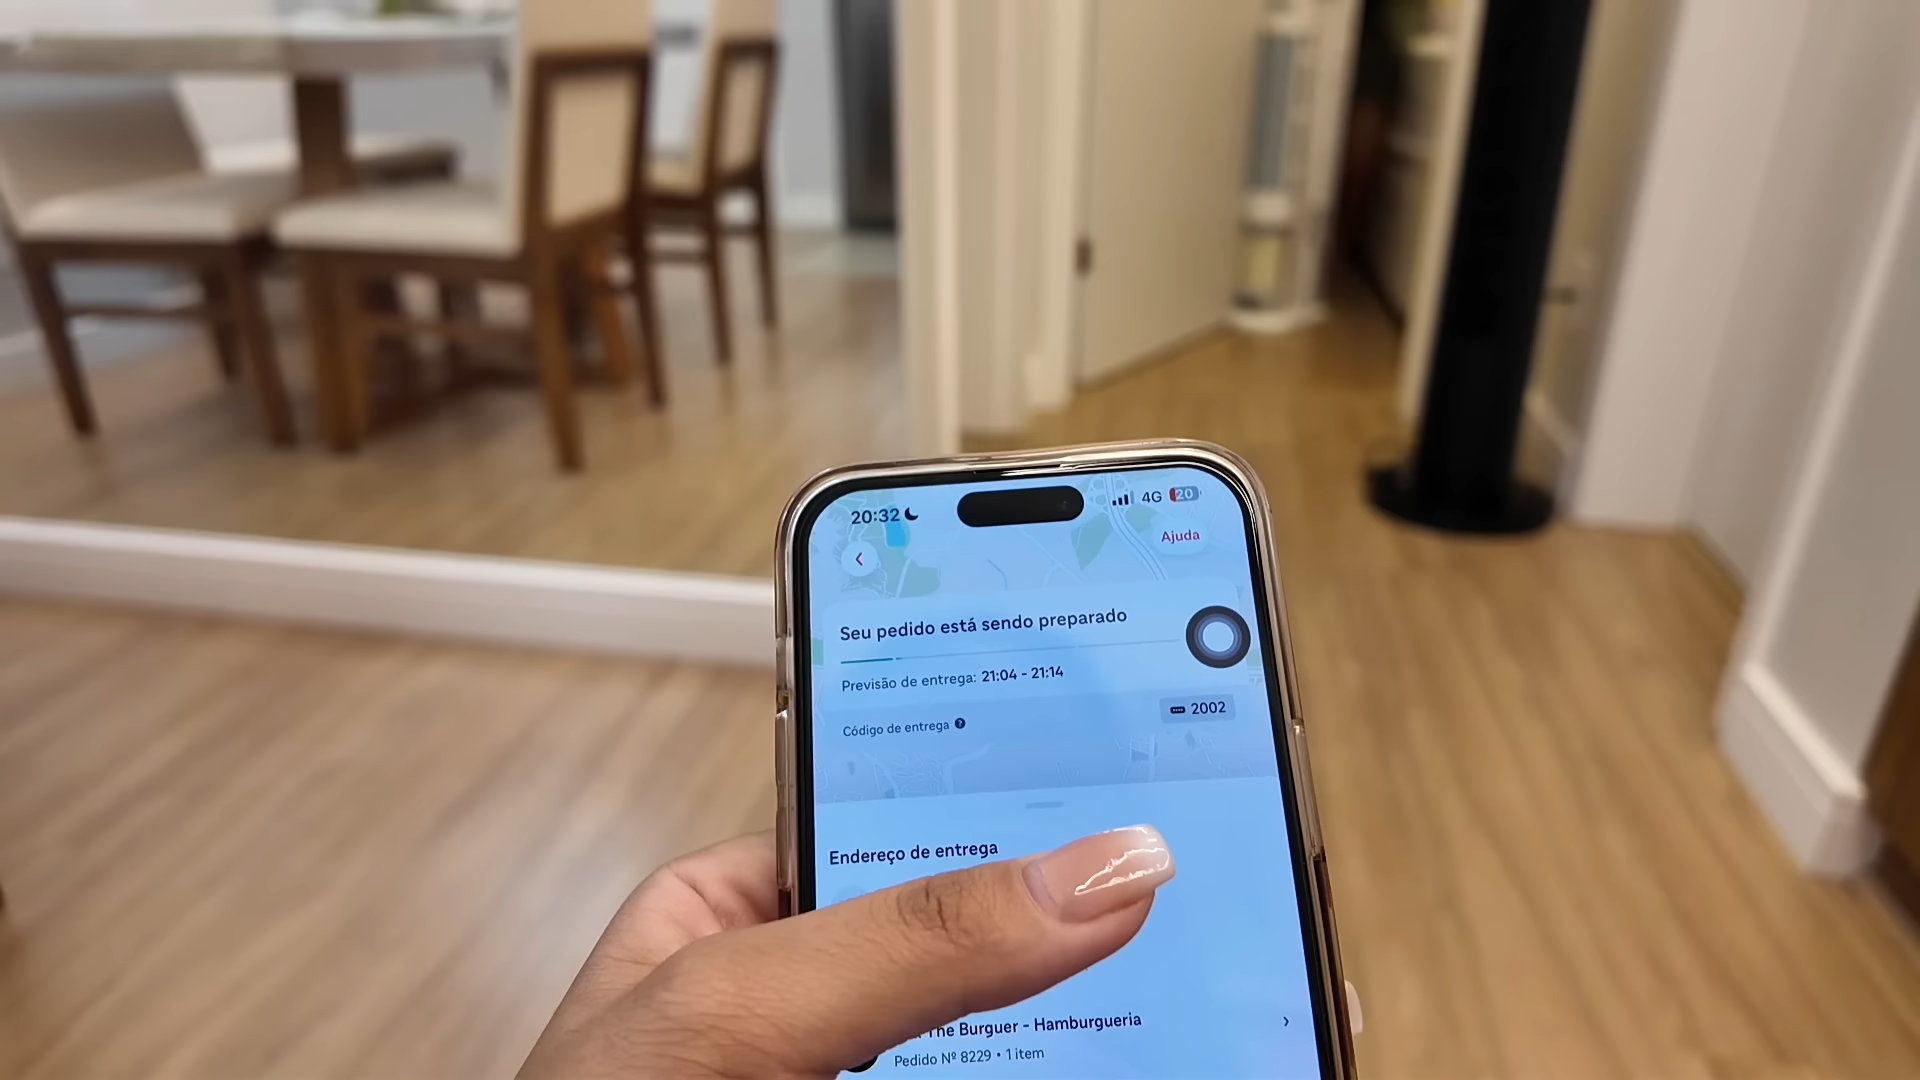 20:32
4G 20
Ajuda
Seu pedido está sendo preparado
Previsão de entrega: 21:04 - 21:14
Código de entrega ?
2002
Endereço de entrega
The Burguer - Hamburgueria
Pedido Nº 8229 • 1 item